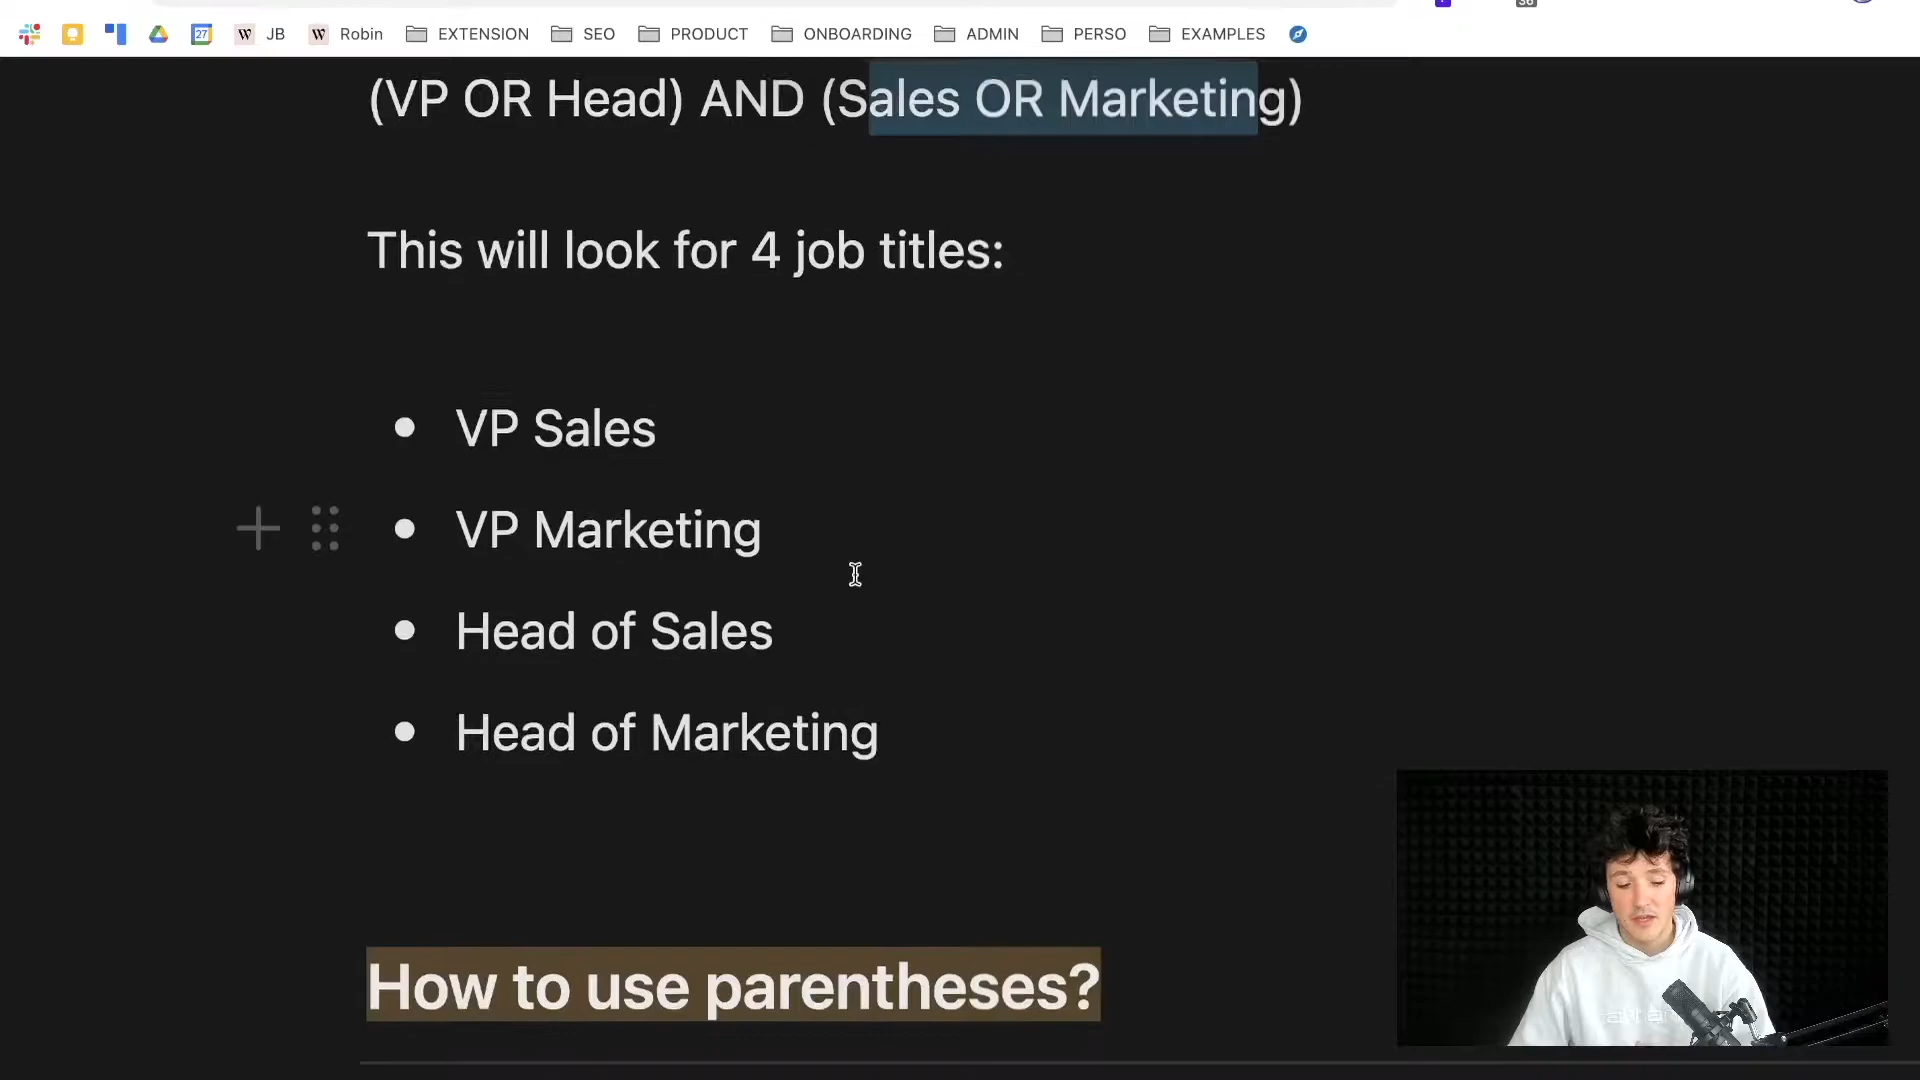 27 W JB W Robin EXTENSION SEO PRODUCT ONBOARDING ADMIN PERSO EXAMPLES
(VP OR Head) AND (Sales OR Marketing)
This will look for 4 job titles:
VP Sales
VP Marketing
Head of Sales
Head of Marketing
How to use parentheses?